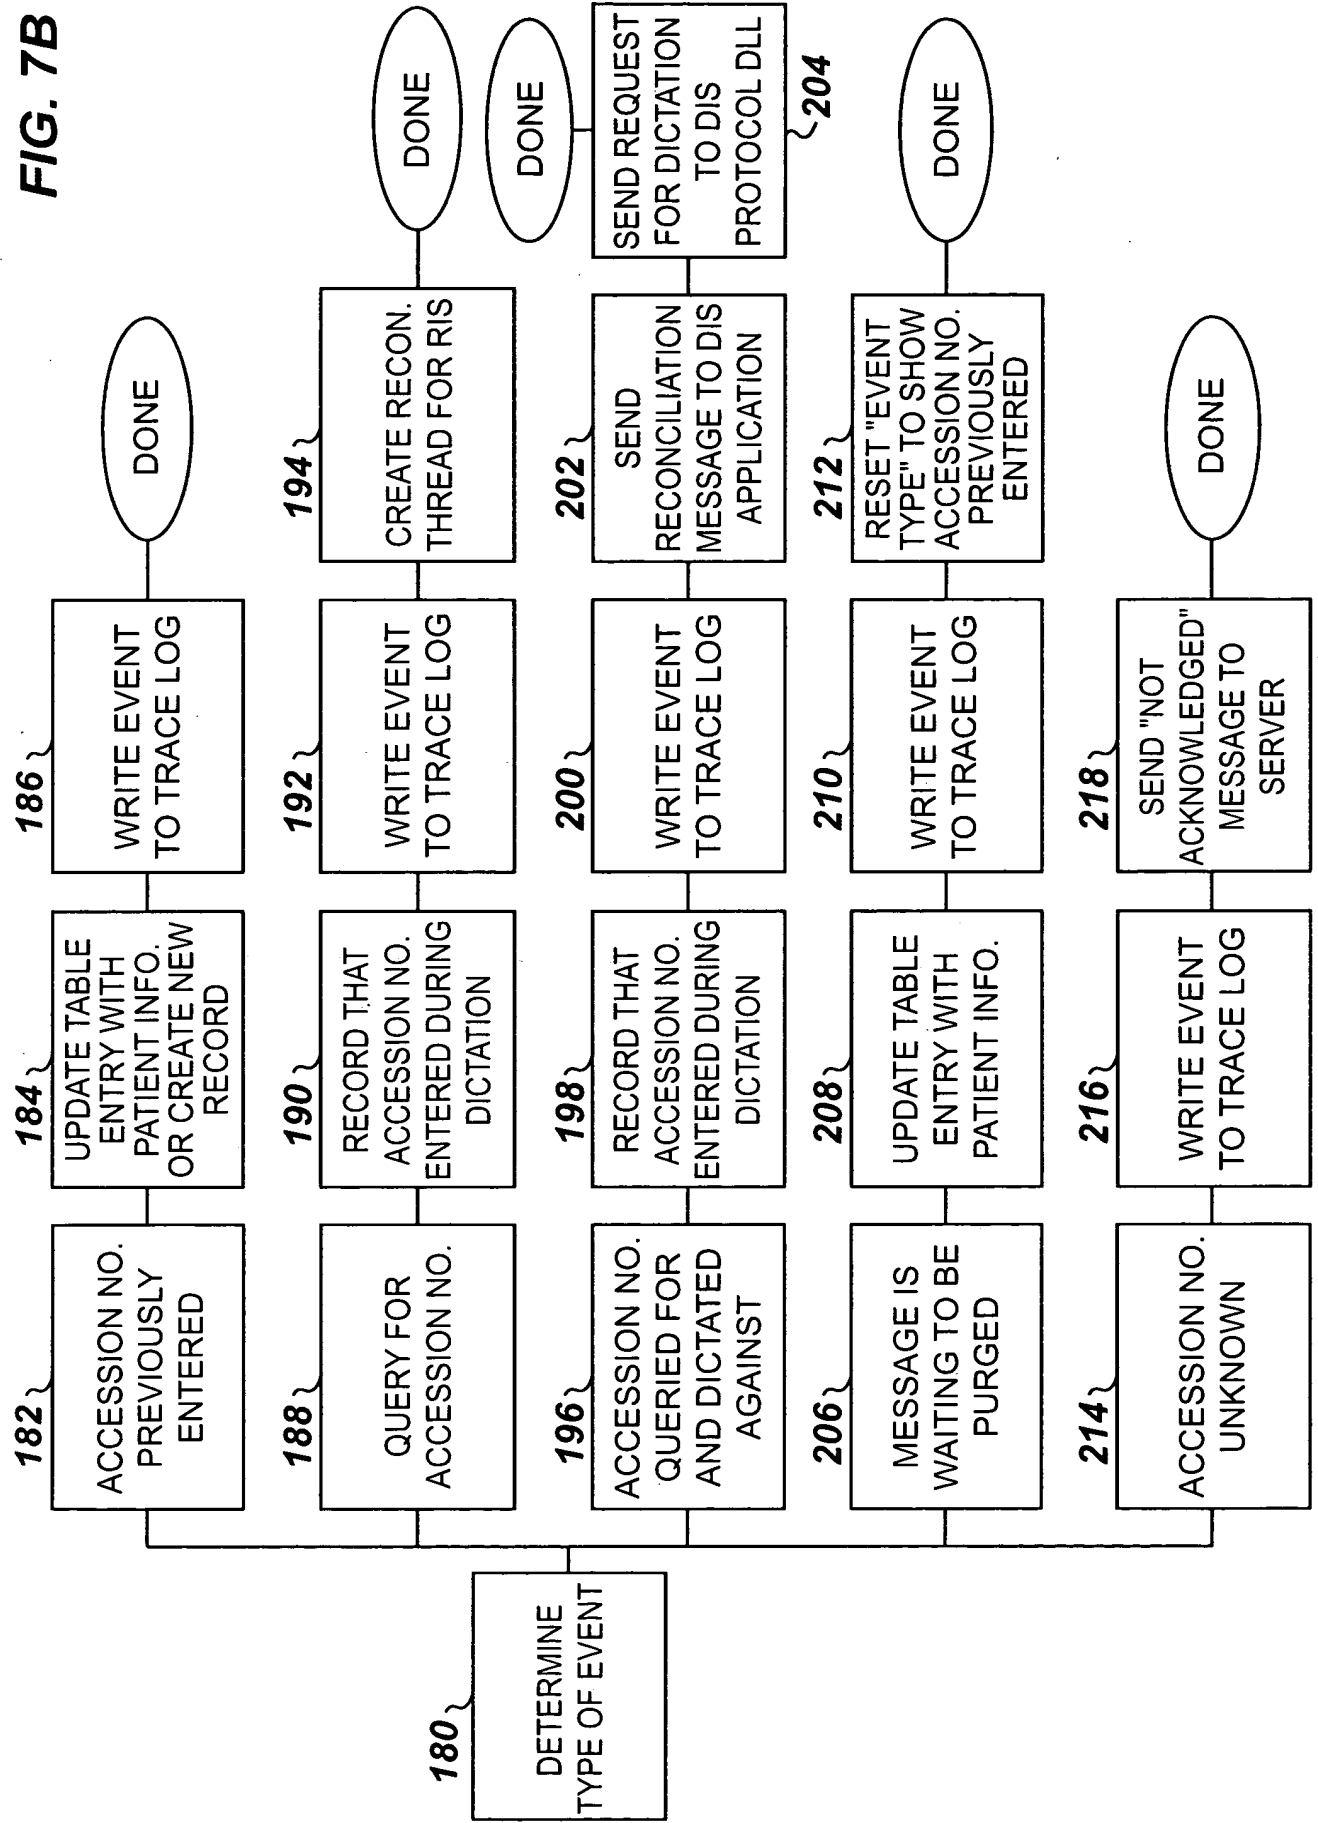 FIG. 7B
180
DETERMINE
TYPE OF EVENT
182
ACCESSION NO.
PREVIOUSLY
ENTERED
184
UPDATE TABLE
ENTRY WITH
PATIENT INFO.
OR CREATE NEW
RECORD
186
WRITE EVENT
TO TRACE LOG
DONE
188
QUERY FOR
ACCESSION NO.
190
RECORD THAT
ACCESSION NO.
ENTERED DURING
DICTATION
192
WRITE EVENT
TO TRACE LOG
194
CREATE RECON.
THREAD FOR RIS
DONE
196
ACCESSION NO.
QUERIED FOR
AND DICTATED
AGAINST
198
RECORD THAT
ACCESSION NO.
ENTERED DURING
DICTATION
200
WRITE EVENT
TO TRACE LOG
202
SEND
RECONCILIATION
MESSAGE TO DIS
APPLICATION
204
SEND REQUEST
FOR DICTATION
TO DIS
PROTOCOL DLL
DONE
206
MESSAGE IS
WAITING TO BE
PURGED
208
UPDATE TABLE
ENTRY WITH
PATIENT INFO.
210
WRITE EVENT
TO TRACE LOG
212
RESET "EVENT
TYPE" TO SHOW
ACCESSION NO.
PREVIOUSLY
ENTERED
DONE
214
ACCESSION NO.
UNKNOWN
216
WRITE EVENT
TO TRACE LOG
218
SEND "NOT
ACKNOWLEDGED"
MESSAGE TO
SERVER
DONE